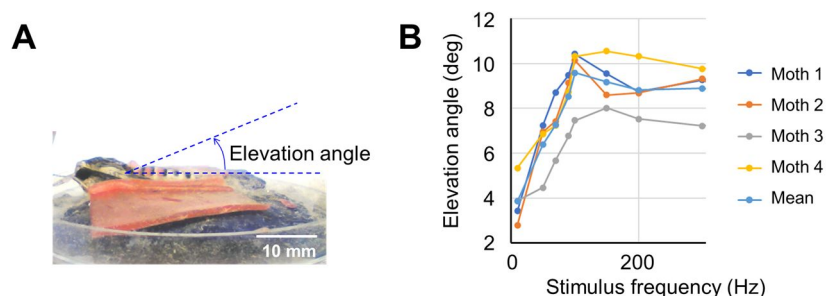 A
Elevation angle
10 mm
B
Elevation angle (deg)
12
10
8
6
4
2
0
200
Stimulus frequency (Hz)
Moth 1
Moth 2
Moth 3
Moth 4
Mean